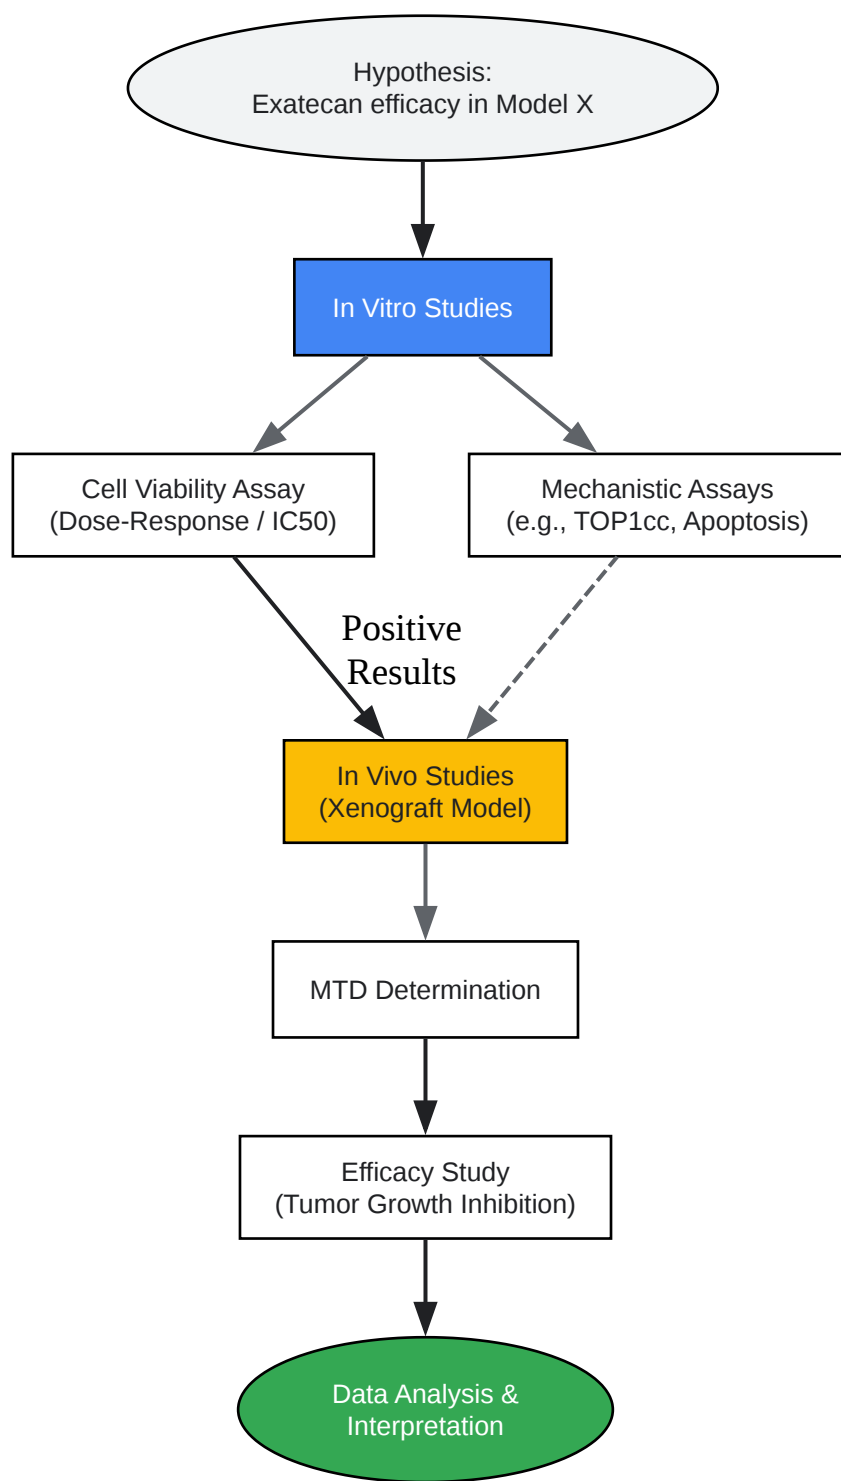 Hypothesis:
Exatecan efficacy in Model X
In Vitro Studies
Cell Viability Assay
(Dose-Response / IC50)
Mechanistic Assays
(e.g., TOP1cc, Apoptosis)
Positive
Results
In Vivo Studies
(Xenograft Model)
MTD Determination
Efficacy Study
(Tumor Growth Inhibition)
Data Analysis &
Interpretation